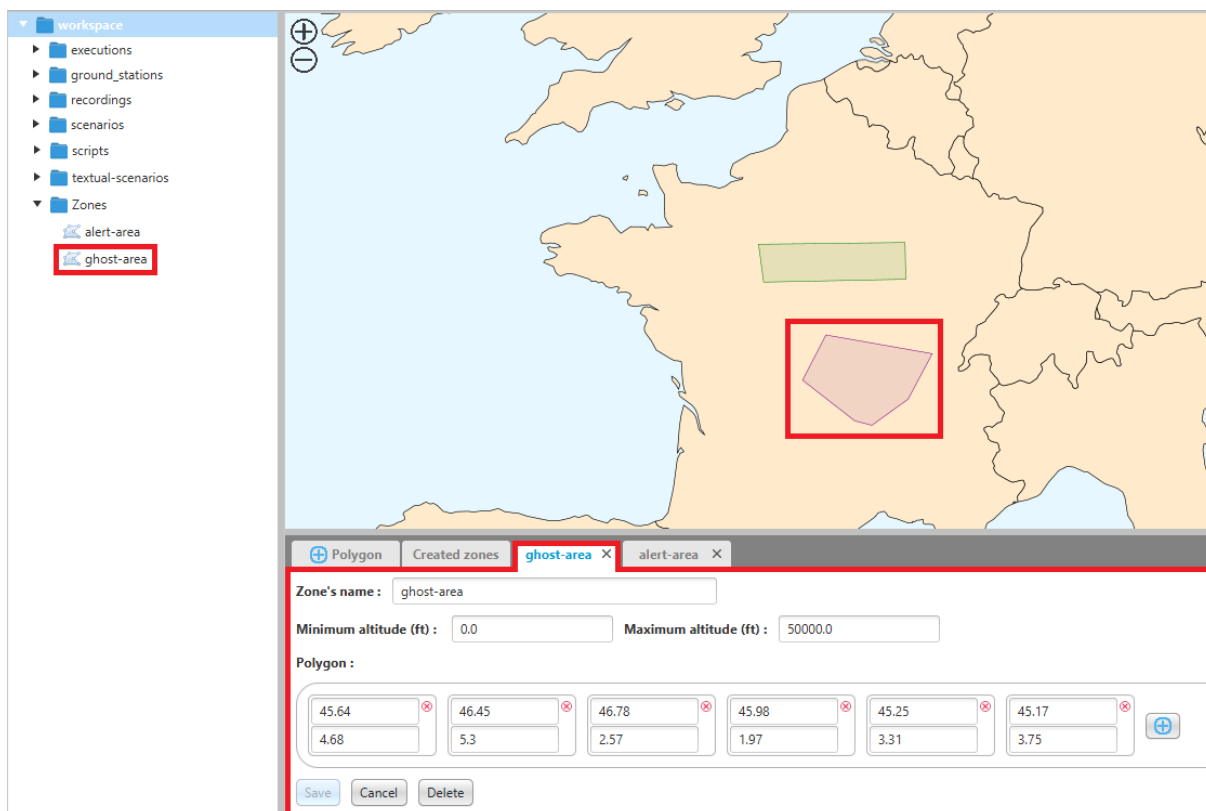 workspace
executions
ground_stations
recordings
scenarios
scripts
textual-scenarios
Zones
alert-area
ghost-area
Polygon Created zones ghost-area alert-area
Zone's name : ghost-area
Minimum altitude (ft) : 0.0 Maximum altitude (ft) : 50000.0
Polygon :
45.64 46.45 46.78 45.98 45.25 45.17
4.68 5.3 2.57 1.97 3.31 3.75
Save Cancel Delete